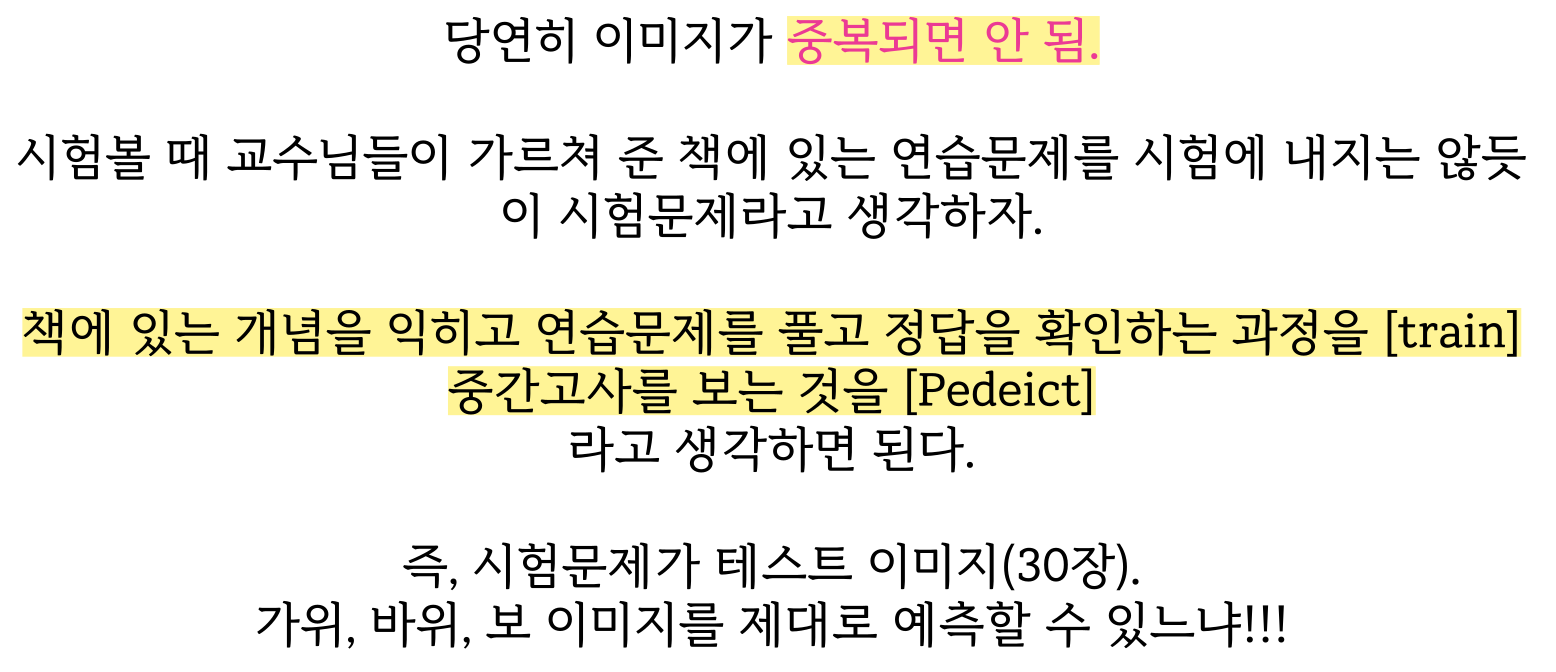 당연히 이미지가 중복되면 안 됨.
시험볼 때 교수님들이 가르쳐 준 책에 있는 연습문제를 시험에 내지는 않듯
이 시험문제라고 생각하자.
책에 있는 개념을 익히고 연습문제를 풀고 정답을 확인하는 과정을 [train]
중간고사를 보는 것을 [Pedeict]
라고 생각하면 된다.
즉, 시험문제가 테스트 이미지(30장).
가위, 바위, 보 이미지를 제대로 예측할 수 있느냐!!!